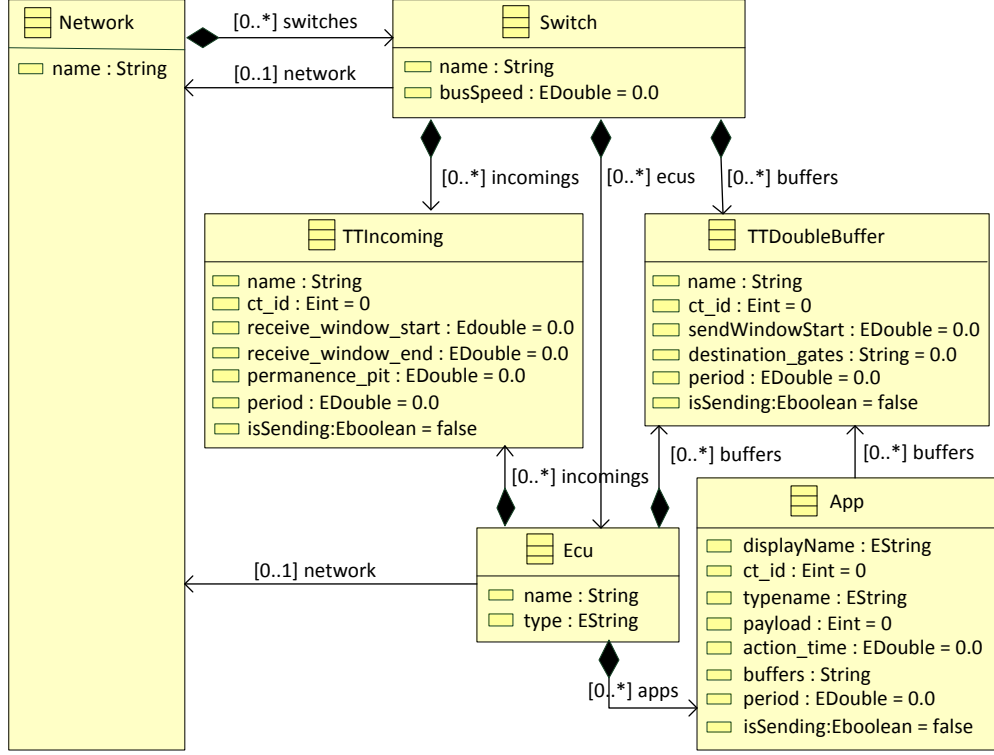 Network
name : String
[0..*] switches
[0..1] network
Switch
name : String
busSpeed : EDouble = 0.0
[0..*] incomings
[0..*] ecus
[0..*] buffers
TTIncoming
name : String
ct_id : Eint = 0
receive_window_start : Edouble = 0.0
receive_window_end : EDouble = 0.0
permanence_pit : EDouble = 0.0
period : EDouble = 0.0
isSending:Eboolean = false
TTDoubleBuffer
name : String
ct_id : Eint = 0
sendWindowStart : EDouble = 0.0
destination_gates : String = 0.0
period : EDouble = 0.0
isSending:Eboolean = false
[0..*] incomings
[0..*] buffers
[0..*] buffers
[0..1] network
Ecu
name : String
type : EString
[0..*] apps
App
displayName : EString
ct_id : Eint = 0
typename : EString
payload : Eint = 0
action_time : EDouble = 0.0
buffers : String
period : EDouble = 0.0
isSending:Eboolean = false